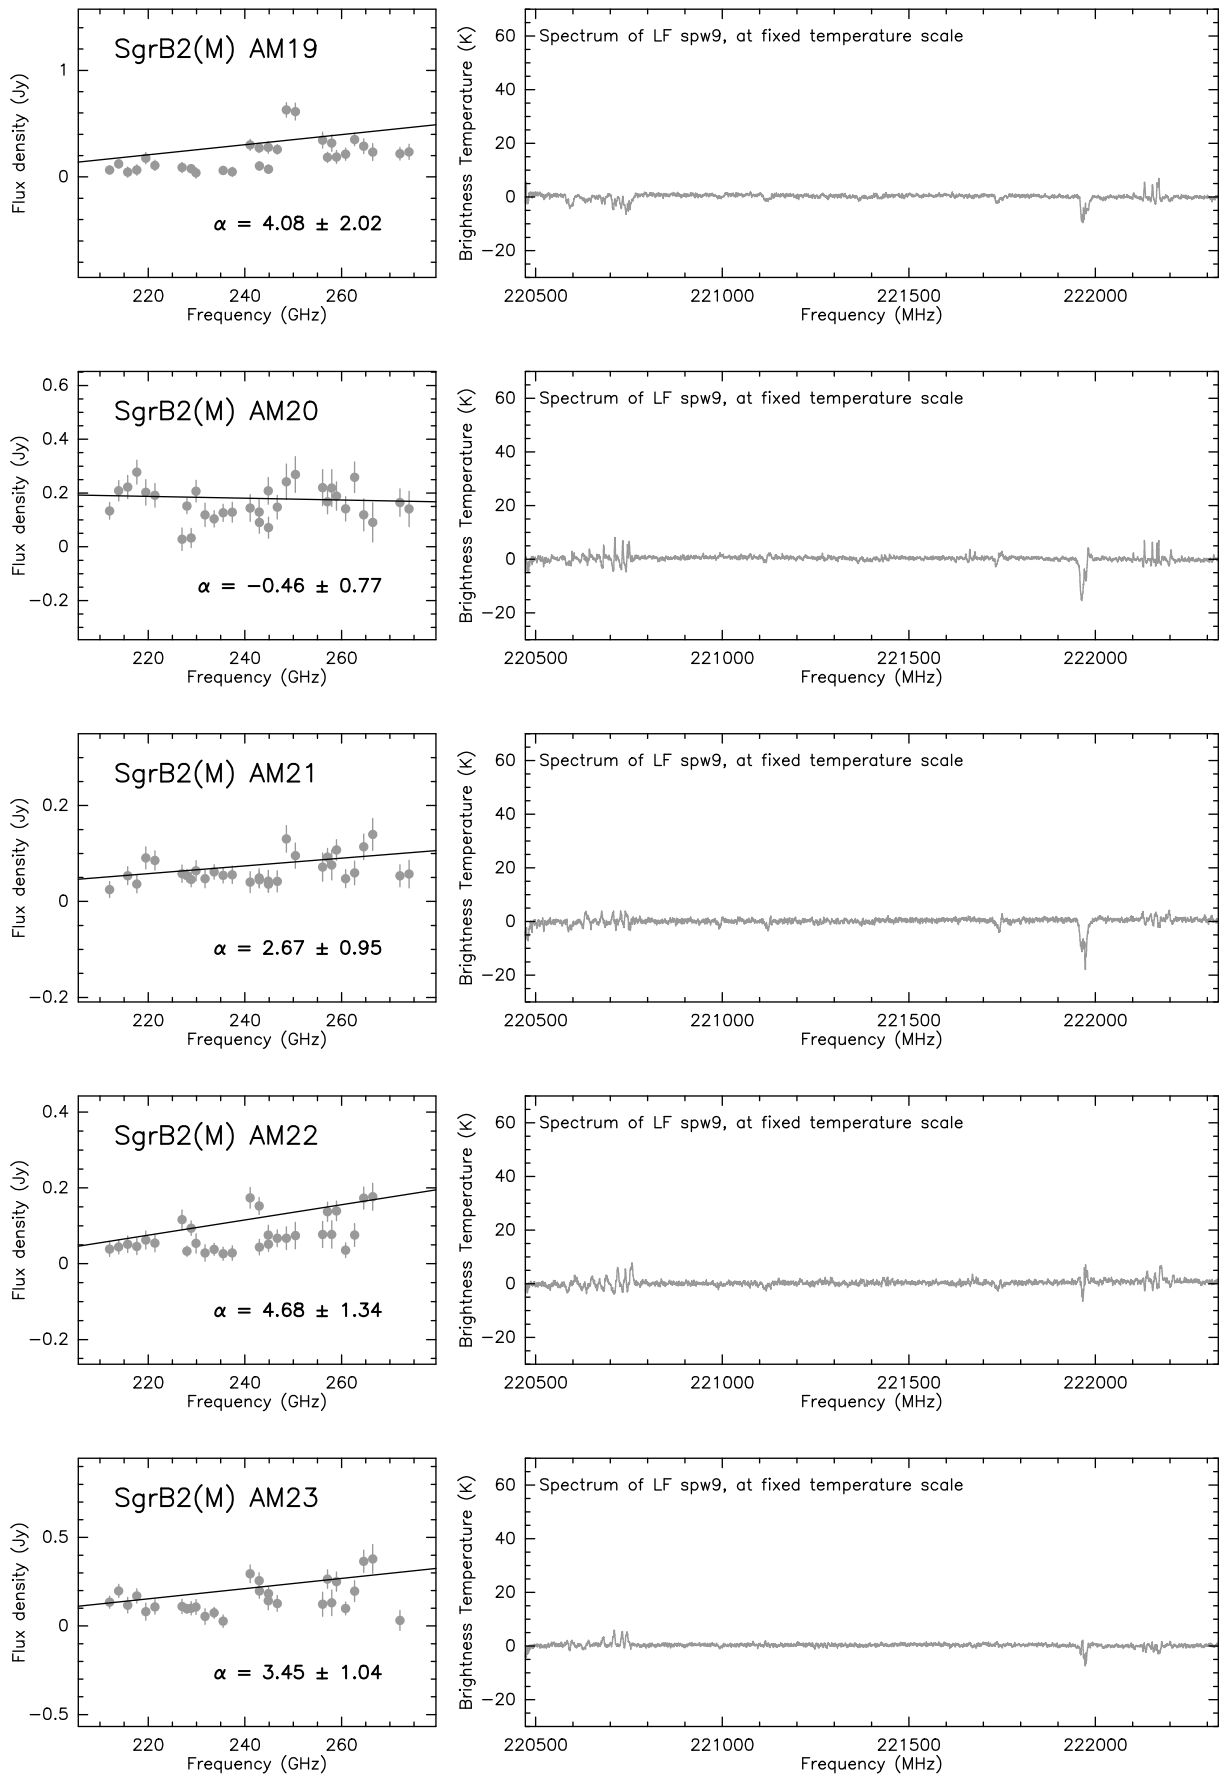 SgrB2(M) AM19
1
0
Flux density (Jy)
α = 4.08 ± 2.02
220 240 260
Frequency (GHz)
Spectrum of LF spw9, at fixed temperature scale
60
40
20
0
−20
Brightness Temperature (K)
220500 221000 221500 222000
Frequency (MHz)
SgrB2(M) AM20
0.6
0.4
0.2
0
−0.2
Flux density (Jy)
α = −0.46 ± 0.77
220 240 260
Frequency (GHz)
Spectrum of LF spw9, at fixed temperature scale
60
40
20
0
−20
Brightness Temperature (K)
220500 221000 221500 222000
Frequency (MHz)
SgrB2(M) AM21
0.2
0
−0.2
Flux density (Jy)
α = 2.67 ± 0.95
220 240 260
Frequency (GHz)
Spectrum of LF spw9, at fixed temperature scale
60
40
20
0
−20
Brightness Temperature (K)
220500 221000 221500 222000
Frequency (MHz)
SgrB2(M) AM22
0.4
0.2
0
−0.2
Flux density (Jy)
α = 4.68 ± 1.34
220 240 260
Frequency (GHz)
Spectrum of LF spw9, at fixed temperature scale
60
40
20
0
−20
Brightness Temperature (K)
220500 221000 221500 222000
Frequency (MHz)
SgrB2(M) AM23
0.5
0
−0.5
Flux density (Jy)
α = 3.45 ± 1.04
220 240 260
Frequency (GHz)
Spectrum of LF spw9, at fixed temperature scale
60
40
20
0
−20
Brightness Temperature (K)
220500 221000 221500 222000
Frequency (MHz)